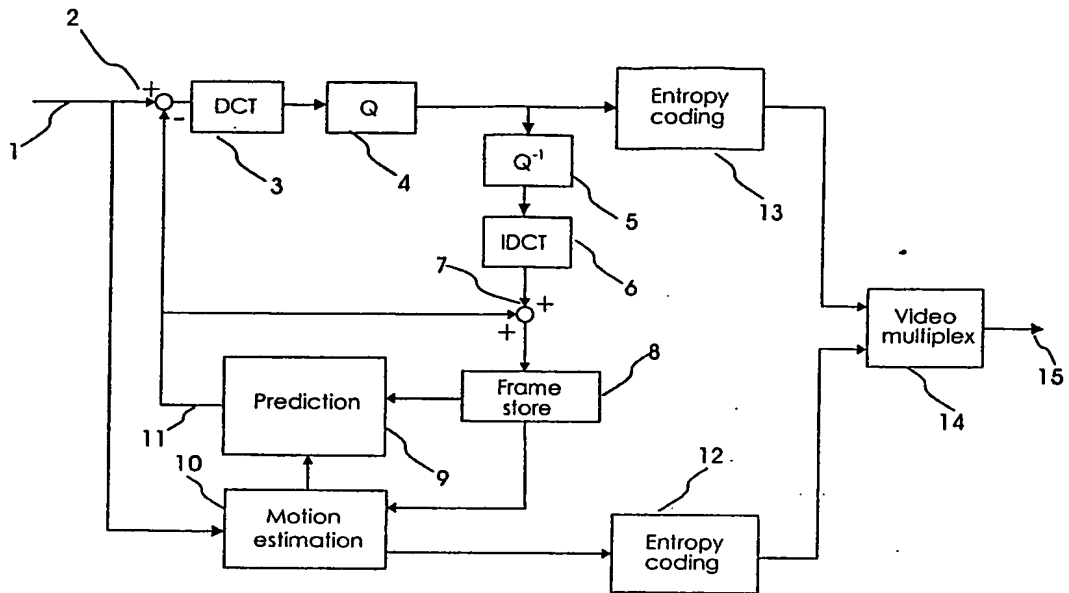 2
+
-
1
DCT
3
Q
4
Entropy
coding
13
Q-1
5
IDCT
6
7
+
+
Video
multiplex
14
15
Frame
store
8
Prediction
9
11
10
Motion
estimation
12
Entropy
coding